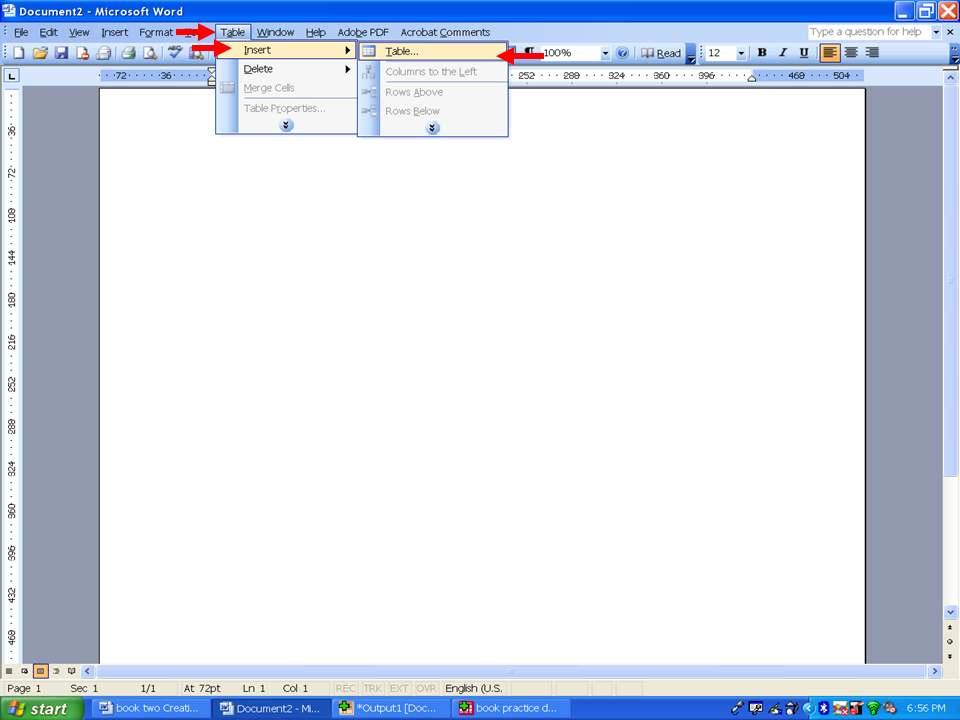 Document2 - Microsoft Word
File Edit View Insert Format Table Window Help Adobe PDF Acrobat Comments Type a question for help
100% Read 12 B I U
Insert Table...
Delete Columns to the Left
Merge Cells Rows Above
Table Properties... Rows Below
72 36 252 288 324 360 396 468 504
36
72
108
144
180
216
252
288
324
360
396
432
468
Page 1 Sec 1 1/1 At 72pt Ln 1 Col 1 REC TRK EXT OVR English (U.S.
start book two Creati... Document2 - Mi... *Output1 [Doc... book practice d... 6:56 PM